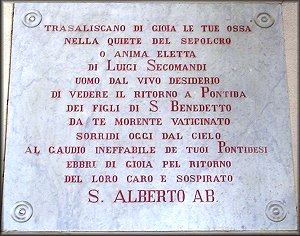 TRASALISCANO DI GIOIA LE TUE OSSA
NELLA QUIETE DEL SEPOLCRO
O ANIMA ELETTA
DI LUIGI SECOMANDI
UOMO DAL VIVO DESIDERIO
DI VEDERE IL RITORNO A PONTIDA
DEI FIGLI DI S. BENEDETTO
DA TE MORENTE VATICINATO
SORRIDI OGGI DAL CIELO
AL GAUDIO INEFFABILE DE TUOI PONTIDESI
EBBRI DI GIOIA PEL RITORNO
DEL LORO CARO E SOSPIRATO
S. ALBERTO AB.